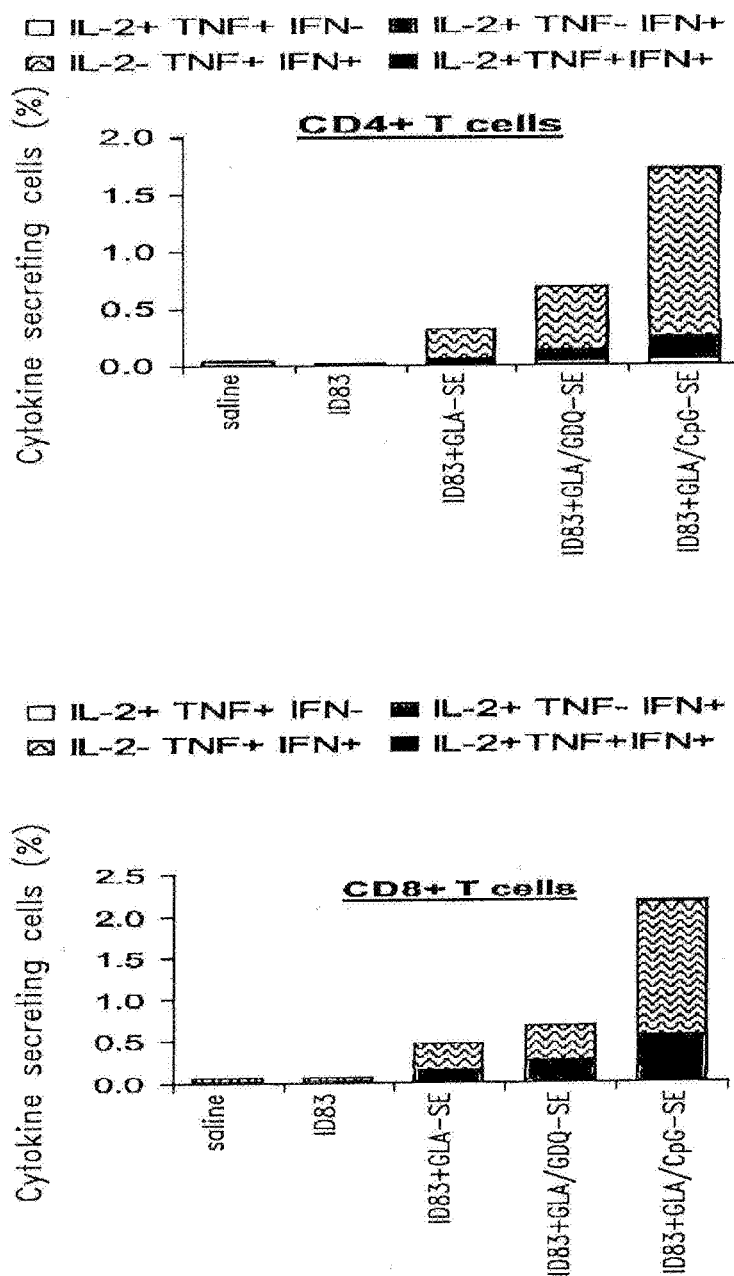 IL-2+ TNF+ IFN- IL-2+ TNF- IFN+
IL-2- TNF+ IFN+ IL-2+TNF+IFN+
Cytokine secreting cells (%)
CD4+ T cells
2.0
1.5
1.0
0.5
0.0
saline
ID83
ID83+GLA-SE
ID83+GLA/GDQ-SE
ID83+GLA/CpG-SE
IL-2+ TNF+ IFN- IL-2+ TNF- IFN+
IL-2- TNF+ IFN+ IL-2+TNF+IFN+
Cytokine secreting cells (%)
CD8+ T cells
2.5
2.0
1.5
1.0
0.5
0.0
saline
ID83
ID83+GLA-SE
ID83+GLA/GDQ-SE
ID83+GLA/CpG-SE